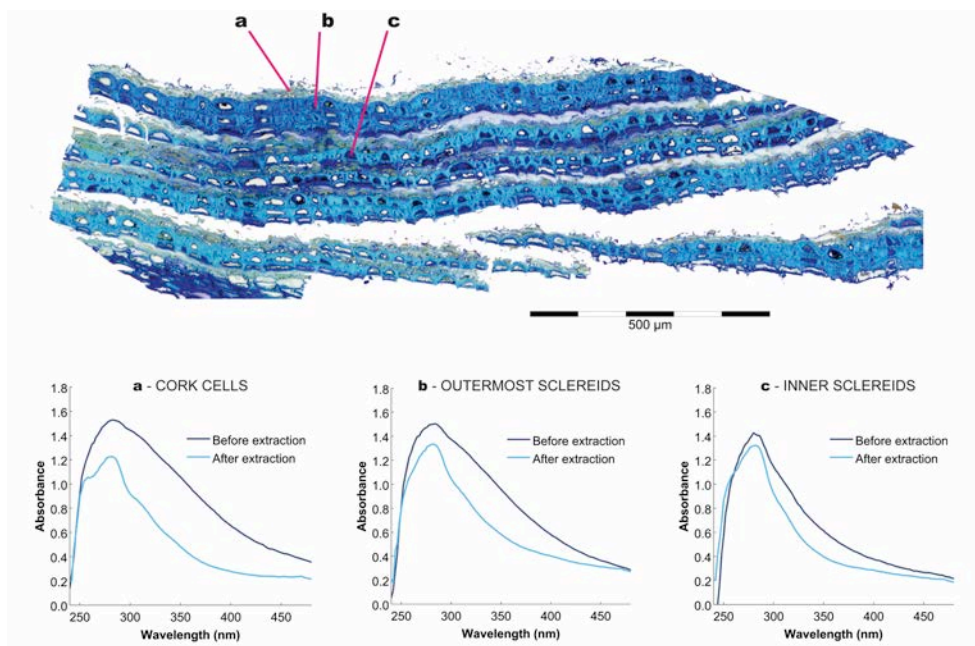 a b c
500 µm
a - CORK CELLS
1.8
1.6
1.4
1.2
1.0
0.8
0.6
0.4
0.2
0.0
Absorbance
Before extraction
After extraction
250 300 350 400 450
Wavelength (nm)
b - OUTERMOST SCLEREIDS
1.8
1.6
1.4
1.2
1.0
0.8
0.6
0.4
0.2
0.0
Absorbance
Before extraction
After extraction
250 300 350 400 450
Wavelength (nm)
c - INNER SCLEREIDS
1.8
1.6
1.4
1.2
1.0
0.8
0.6
0.4
0.2
0.0
Absorbance
Before extraction
After extraction
250 300 350 400 450
Wavelength (nm)